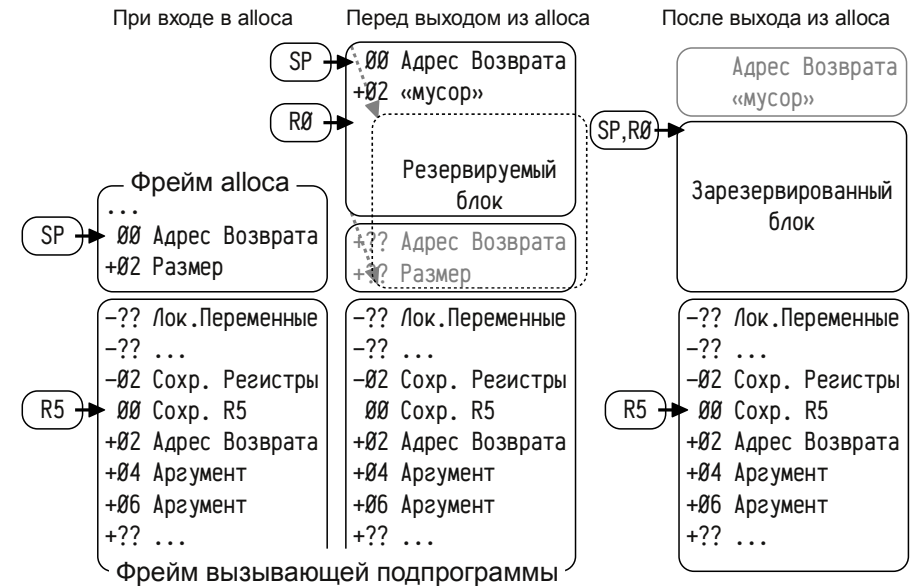 При входе в alloca
Перед выходом из alloca
После выхода из alloca
SP
00 Адрес Возврата
+02 «мусор»
R0
Резервируемый
блок
+?? Адрес Возврата
+?? Размер
Адрес Возврата
«мусор»
SP,R0
Зарезервированный
блок
Фрейм alloca
...
SP
00 Адрес Возврата
+02 Размер
–?? Лок.Переменные
–?? ...
–02 Сохр. Регистры
R5
00 Сохр. R5
+02 Адрес Возврата
+04 Аргумент
+06 Аргумент
+?? ...
–?? Лок.Переменные
–?? ...
–02 Сохр. Регистры
00 Сохр. R5
+02 Адрес Возврата
+04 Аргумент
+06 Аргумент
+?? ...
–?? Лок.Переменные
–?? ...
–02 Сохр. Регистры
R5
00 Сохр. R5
+02 Адрес Возврата
+04 Аргумент
+06 Аргумент
+?? ...
Фрейм вызывающей подпрограммы